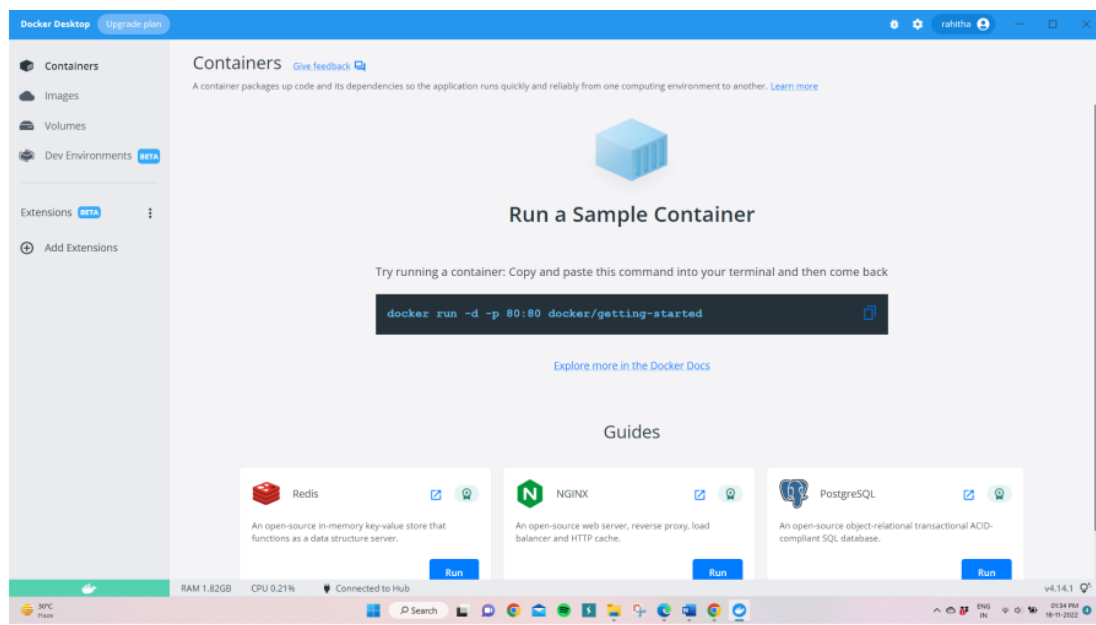 Docker Desktop Upgrade plan
rahitha
Containers
Images
Volumes
Dev Environments BETA
Extensions BETA
Add Extensions
Containers Give feedback
A container packages up code and its dependencies so the application runs quickly and reliably from one computing environment to another. Learn more
Run a Sample Container
Try running a container: Copy and paste this command into your terminal and then come back
docker run -d -p 80:80 docker/getting-started
Explore more in the Docker Docs
Guides
Redis
An open-source in-memory key-value store that
functions as a data structure server.
Run
NGINX
An open-source web server, reverse proxy, load
balancer and HTTP cache.
Run
PostgreSQL
An open-source object-relational transactional ACID-
compliant SQL database.
Run
RAM 1.82GB CPU 0.21% Connected to Hub
v4.14.1
30°C
Haze
Search
ENG
IN
01:34 PM
18-11-2022